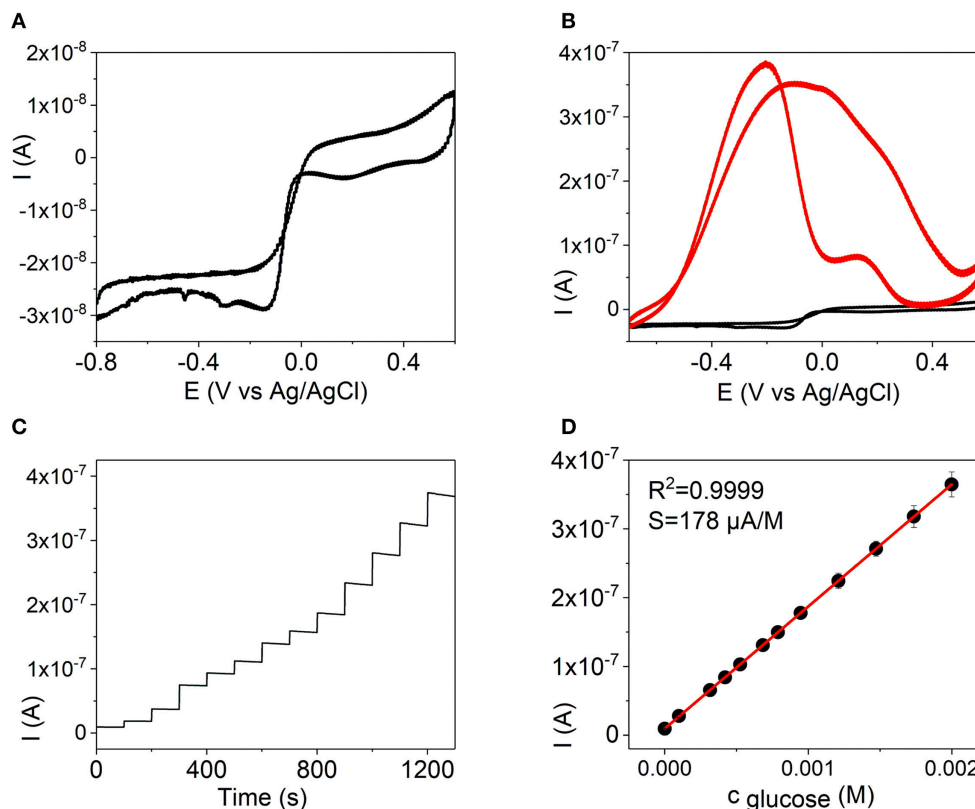 A
2x10⁻⁸
1x10⁻⁸
0
-1x10⁻⁸
-2x10⁻⁸
-3x10⁻⁸
I (A)
-0.8
-0.4
0.0
0.4
E (V vs Ag/AgCl)
B
4x10⁻⁷
3x10⁻⁷
2x10⁻⁷
1x10⁻⁷
0
I (A)
-0.4
0.0
0.4
E (V vs Ag/AgCl)
C
4x10⁻⁷
3x10⁻⁷
2x10⁻⁷
1x10⁻⁷
0
I (A)
0
400
800
1200
Time (s)
D
4x10⁻⁷
3x10⁻⁷
2x10⁻⁷
1x10⁻⁷
0
I (A)
R²=0.9999
S=178 µA/M
0.000
0.001
0.002
c glucose (M)